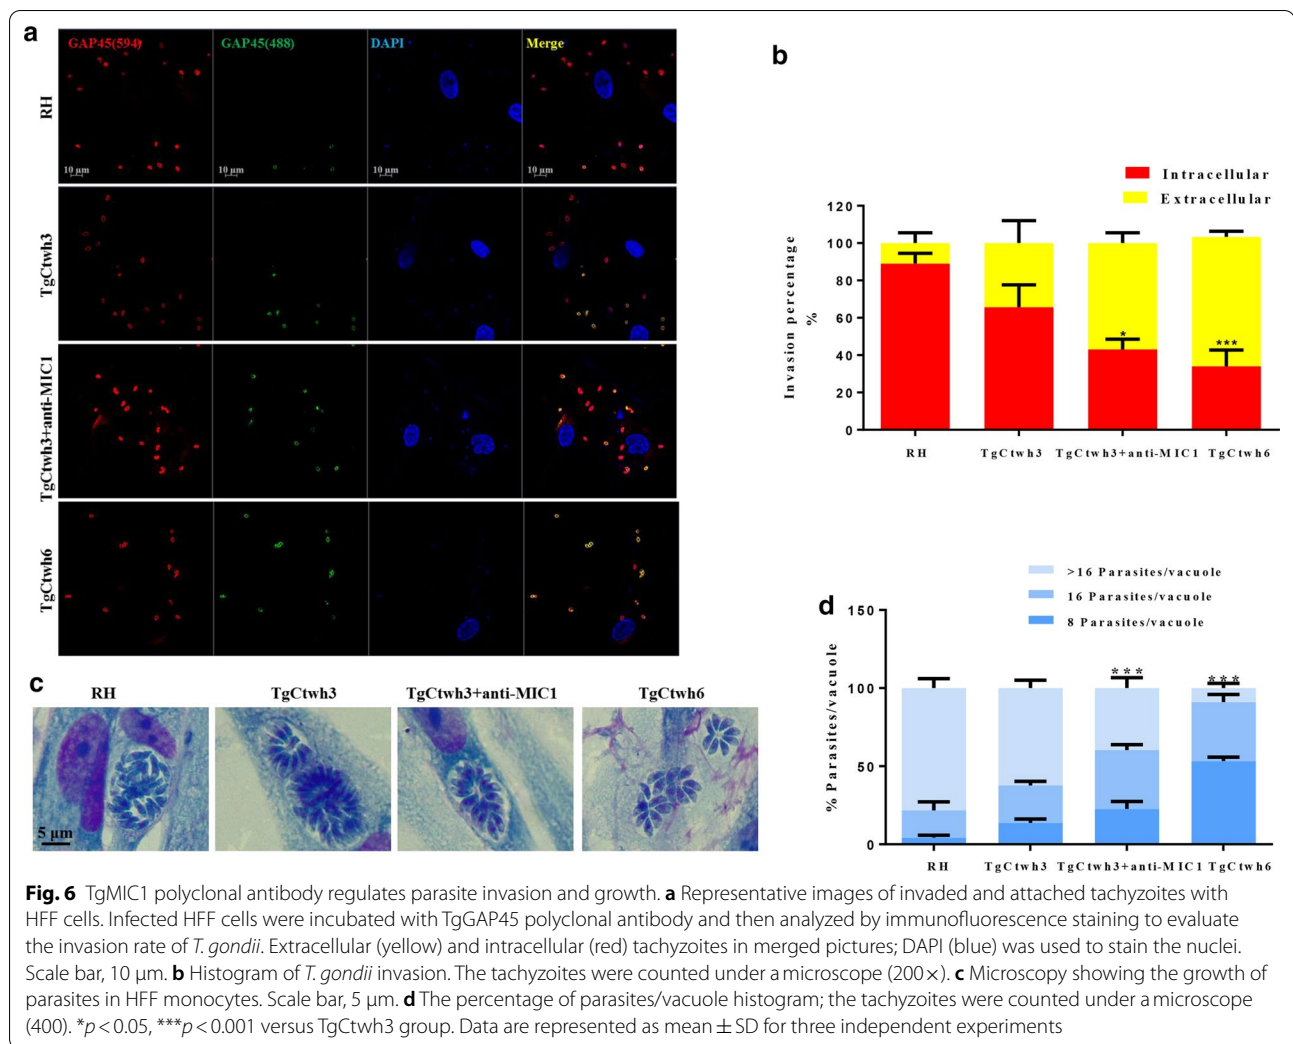 a
GAP45(594) GAP45(488) DAPI Merge
RH
10 µm 10 µm 10 µm 10 µm
TgCtwh3
TgCtwh3+anti-MIC1
TgCtwh6
b
Intracellular
Extracellular
Invasion percentage
%
120
100
80
60
40
20
0
*
***
RH TgCtwh3 TgCtwh3+anti-MIC1 TgCtwh6
c
RH TgCtwh3 TgCtwh3+anti-MIC1 TgCtwh6
5 µm
d
>16 Parasites/vacuole
16 Parasites/vacuole
8 Parasites/vacuole
% Parasites/vacuole
150
100
50
0
*** ***
RH TgCtwh3 TgCtwh3+anti-MIC1 TgCtwh6
Fig. 6 TgMIC1 polyclonal antibody regulates parasite invasion and growth. a Representative images of invaded and attached tachyzoites with
HFF cells. Infected HFF cells were incubated with TgGAP45 polyclonal antibody and then analyzed by immunofluorescence staining to evaluate
the invasion rate of T. gondii. Extracellular (yellow) and intracellular (red) tachyzoites in merged pictures; DAPI (blue) was used to stain the nuclei.
Scale bar, 10 µm. b Histogram of T. gondii invasion. The tachyzoites were counted under a microscope (200×). c Microscopy showing the growth of
parasites in HFF monocytes. Scale bar, 5 µm. d The percentage of parasites/vacuole histogram; the tachyzoites were counted under a microscope
(400). *p < 0.05, ***p < 0.001 versus TgCtwh3 group. Data are represented as mean ± SD for three independent experiments